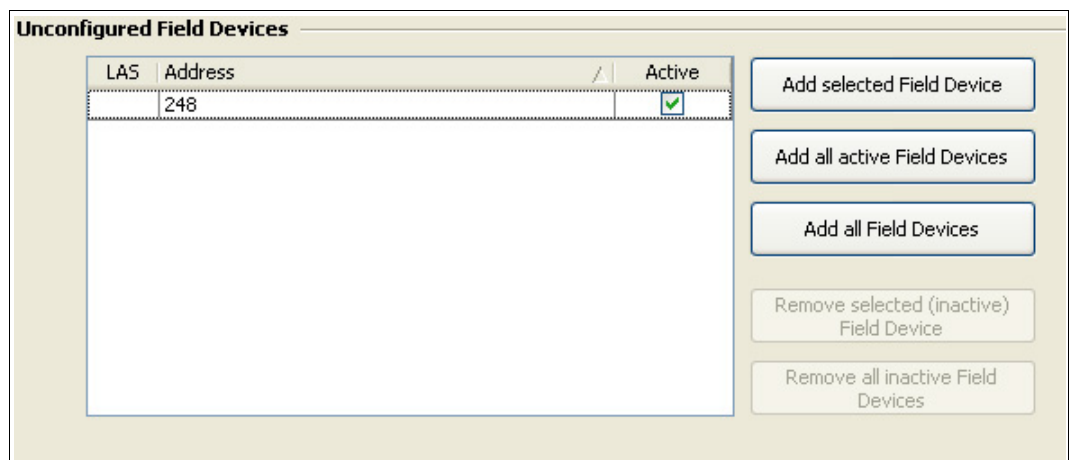 Unconfigured Field Devices
LAS Address Active
248
Add selected Field Device
Add all active Field Devices
Add all Field Devices
Remove selected (inactive)
Field Device
Remove all inactive Field
Devices